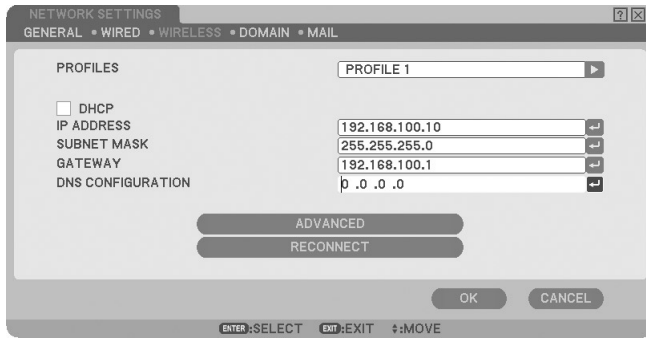 NETWORK SETTINGS
GENERAL • WIRED • WIRELESS • DOMAIN • MAIL
PROFILES PROFILE 1
DHCP
IP ADDRESS 192.168.100.10
SUBNET MASK 255.255.255.0
GATEWAY 192.168.100.1
DNS CONFIGURATION 0 .0 .0 .0
ADVANCED
RECONNECT
OK CANCEL
ENTER:SELECT EXIT:EXIT :MOVE